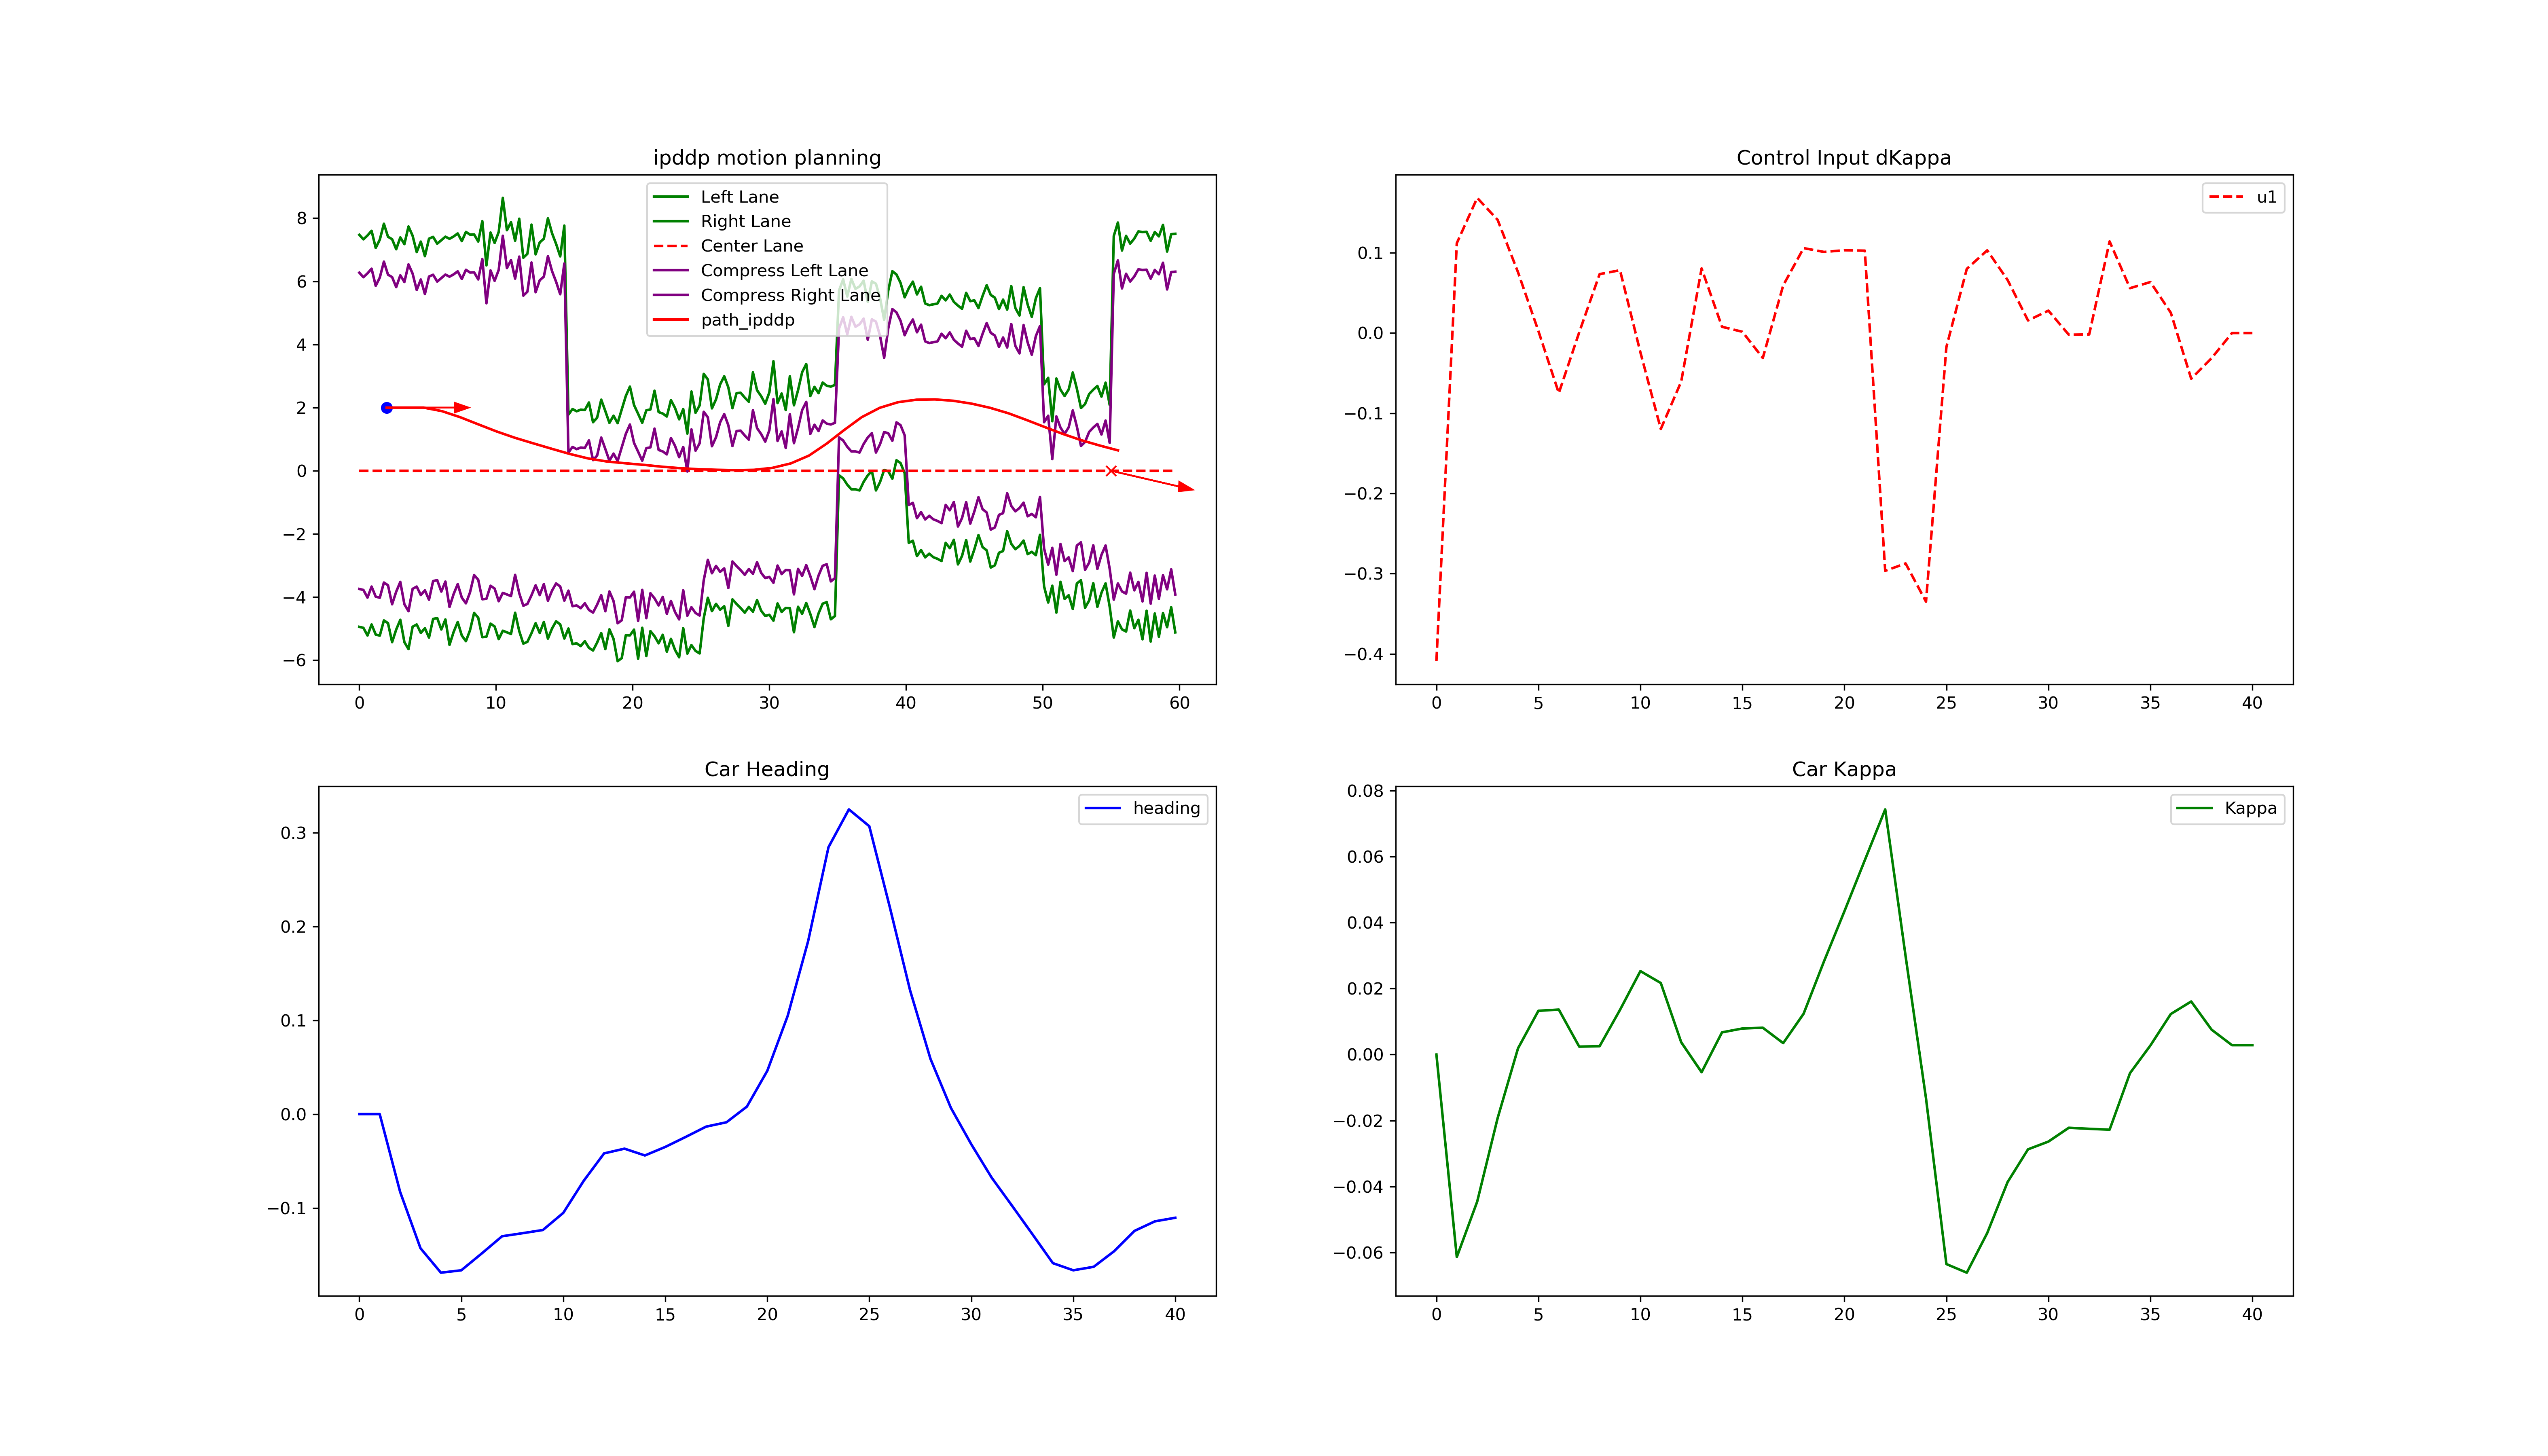 ipddp motion planning
Left Lane
Right Lane
Center Lane
Compress Left Lane
Compress Right Lane
path_ipddp
8
6
4
2
0
−2
−4
−6
0 10 20 30 40 50 60
Control Input dKappa
u1
0.1
0.0
−0.1
−0.2
−0.3
−0.4
0 5 10 15 20 25 30 35 40
Car Heading
heading
0.3
0.2
0.1
0.0
−0.1
0 5 10 15 20 25 30 35 40
Car Kappa
Kappa
0.08
0.06
0.04
0.02
0.00
−0.02
−0.04
−0.06
0 5 10 15 20 25 30 35 40